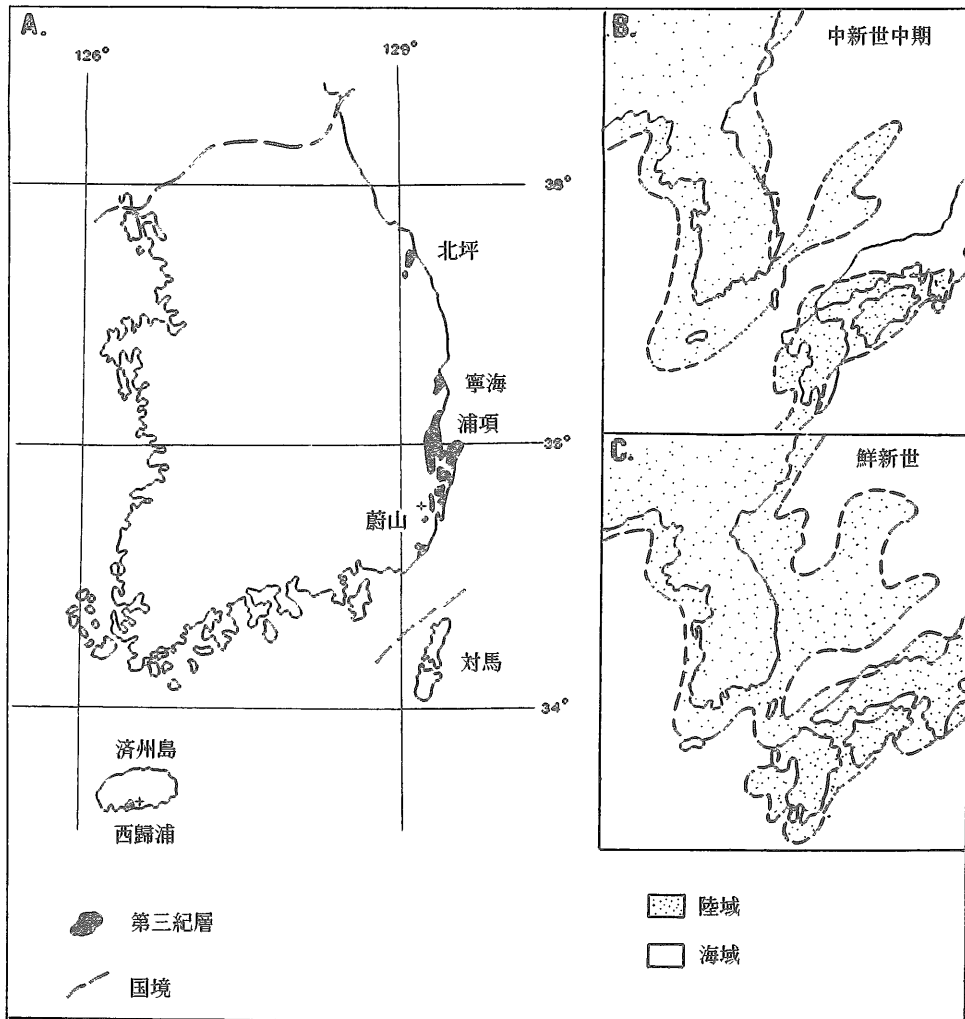 A.
126°
129°
38°
北坪
寧海
浦項
36°
蔚山
対馬
34°
済州島
西歸浦
第三紀層
国境
B.
中新世中期
C.
鮮新世
陸域
海域